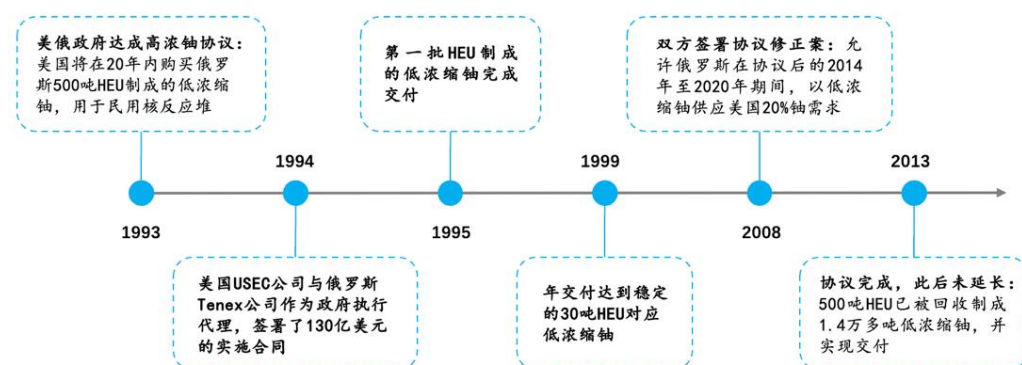 美俄政府达成高浓铀协议：
美国将在20年内购买俄罗
斯500吨HEU制成的低浓缩
铀，用于民用核反应堆
第一批HEU制成
的低浓缩铀完成
交付
双方签署协议修正案：允
许俄罗斯在协议后的2014
年至2020年期间，以低浓
缩铀供应美国20%铀需求
1994
1999
2013
1993
1995
2008
美国USEC公司与俄罗斯
Tenex公司作为政府执行
代理，签署了130亿美元
的实施合同
年交付达到稳定
的30吨HEU对应
低浓缩铀
协议完成，此后未延长：
500吨HEU已被回收制成
1.4万多吨低浓缩铀，并
实现交付